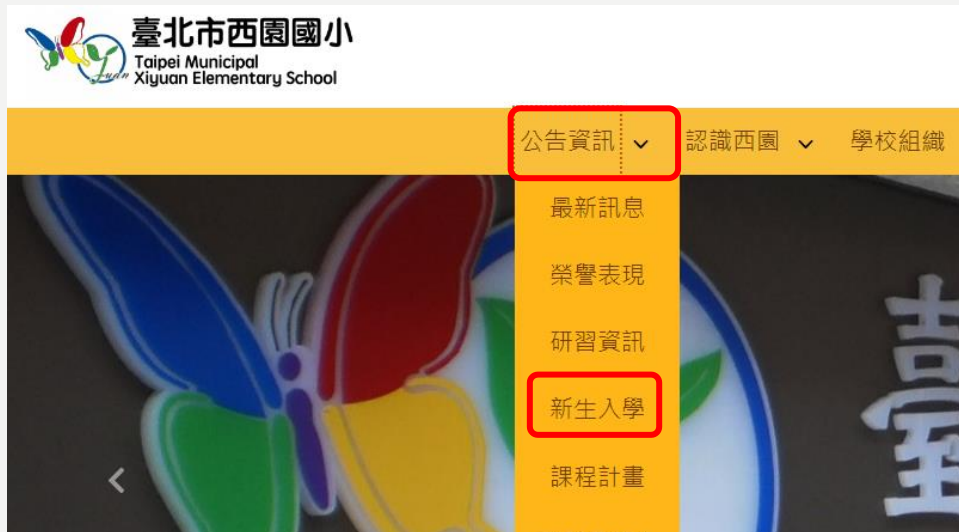 臺北市西園國小
Taipei Municipal
Xiyuan Elementary School
Yuan
公告資訊 認識西園 學校組織
最新訊息
榮譽表現
研習資訊
新生入學
課程計畫
臺